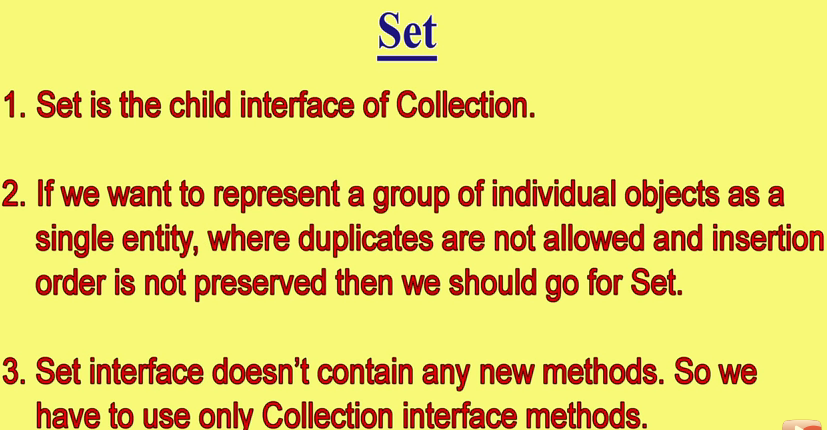 Set
1. Set is the child interface of Collection.
2. If we want to represent a group of individual objects as a
single entity, where duplicates are not allowed and insertion
order is not preserved then we should go for Set.
3. Set interface doesn’t contain any new methods. So we
have to use only Collection interface methods.